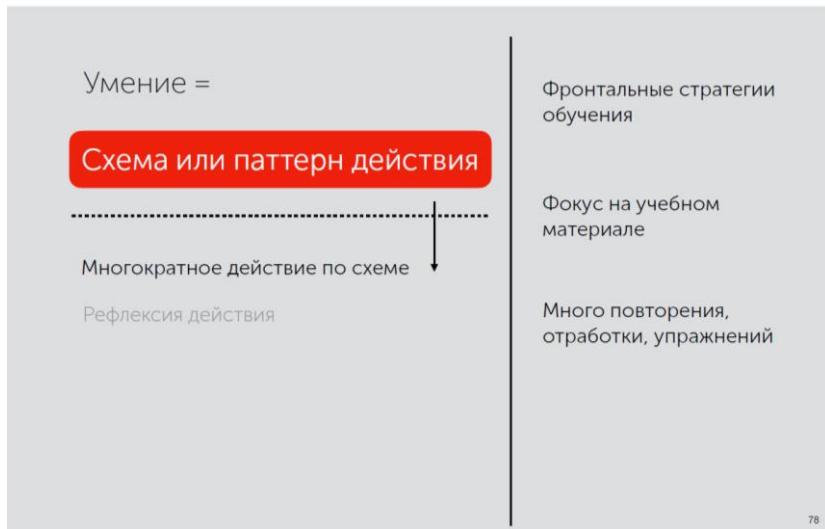 Умение =
Схема или паттерн действия
Многократное действие по схеме
Рефлексия действия
Фронтальные стратегии
обучения
Фокус на учебном
материале
Много повторения,
отработки, упражнений
78